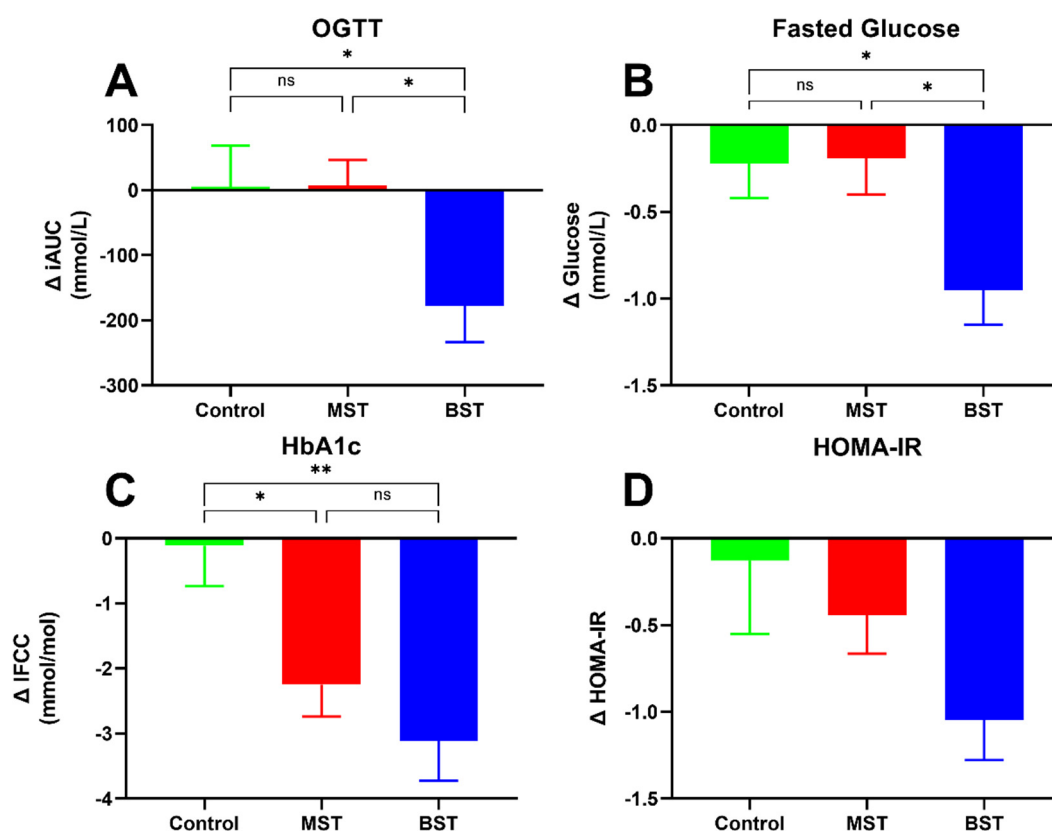 OGTT
A
*
ns
*
Δ iAUC
(mmol/L)
100
0
-100
-200
-300
Control MST BST
Fasted Glucose
B
*
ns
*
Δ Glucose
(mmol/L)
0.0
-0.5
-1.0
-1.5
Control MST BST
HbA1c
C
**
*
ns
Δ IFCC
(mmol/mol)
0
-1
-2
-3
-4
Control MST BST
HOMA-IR
D
Δ HOMA-IR
0.0
-0.5
-1.0
-1.5
Control MST BST